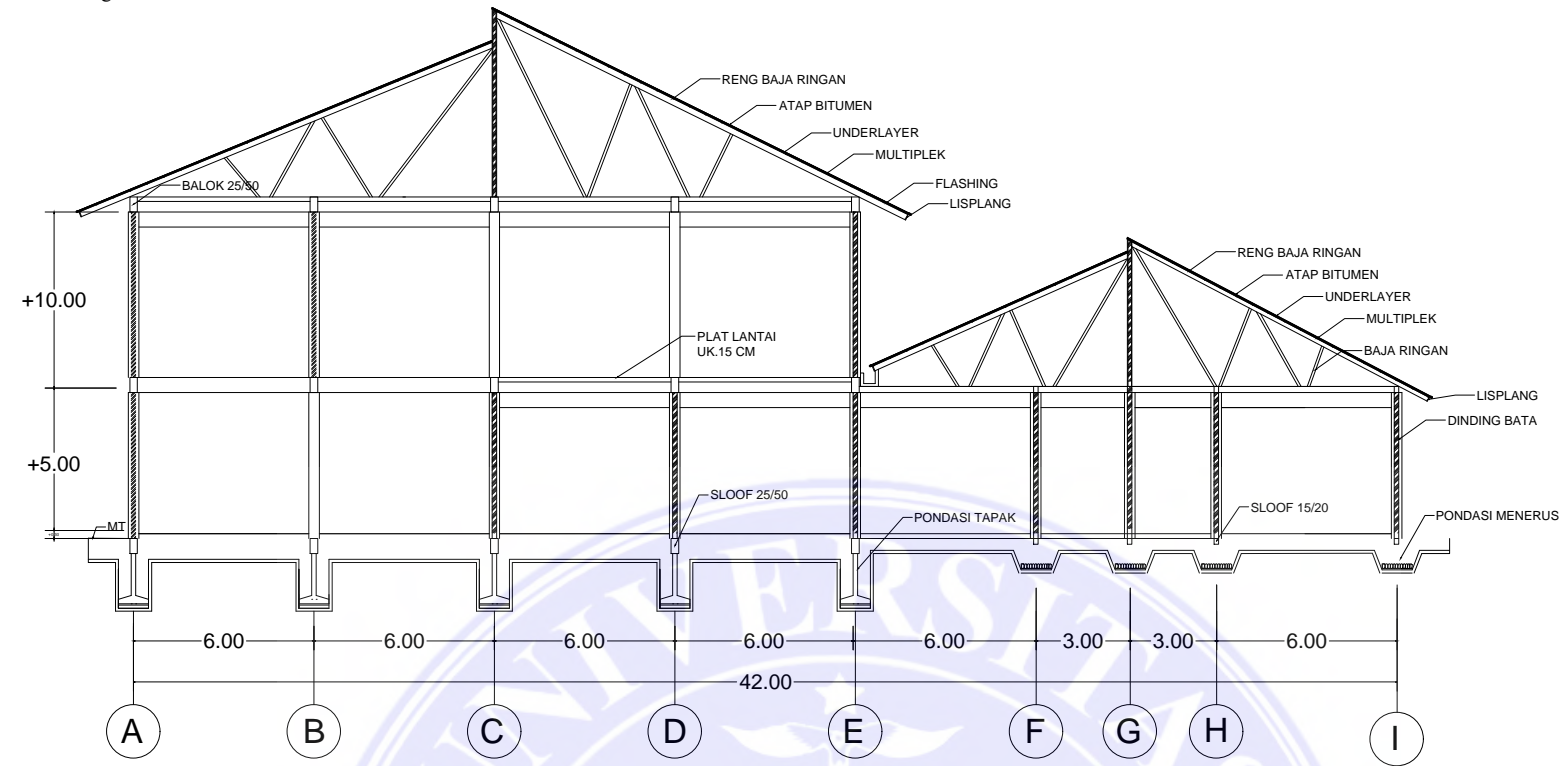 RENG BAJA RINGAN
ATAP BITUMEN
UNDERLAYER
MULTIPLEK
FLASHING
LISPLANG
BALOK 25/50
+10.00
PLAT LANTAI
UK.15 CM
RENG BAJA RINGAN
ATAP BITUMEN
UNDERLAYER
MULTIPLEK
BAJA RINGAN
LISPLANG
DINDING BATA
+5.00
SLOOF 25/50
PONDASI TAPAK
SLOOF 15/20
PONDASI MENERUS
MT
6.00 6.00 6.00 6.00 6.00 3.00 3.00 6.00
42.00
A B C D E F G H I
UNIVERSITAS